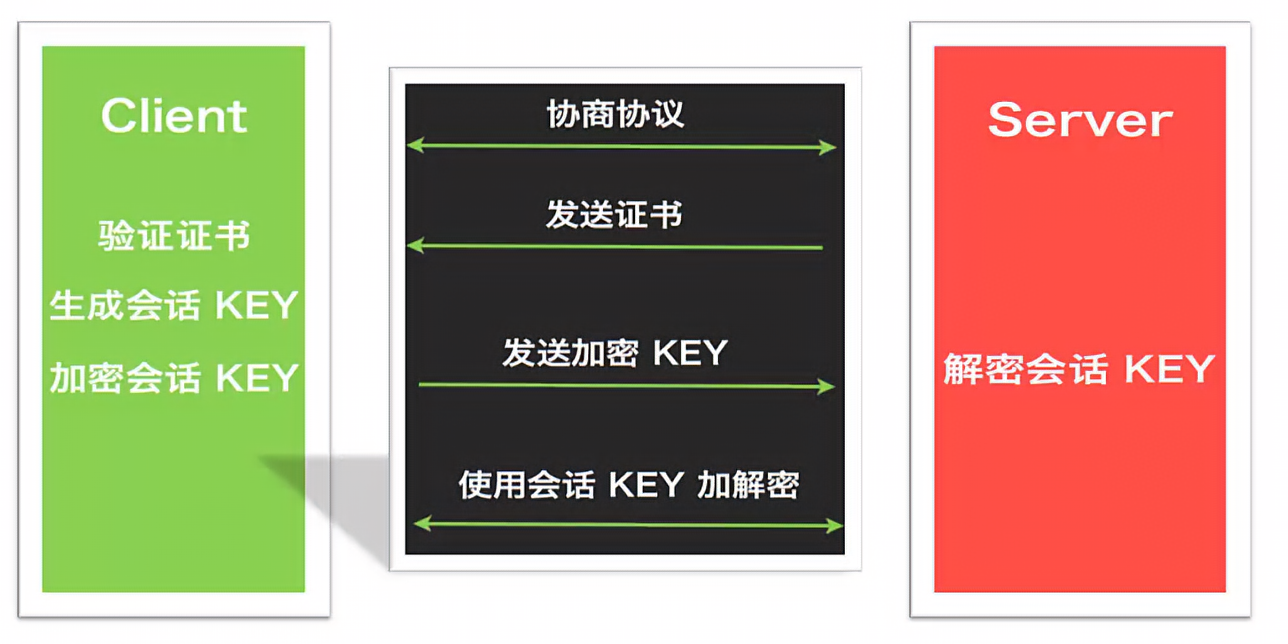 Client
验证证书
生成会话 KEY
加密会话 KEY
协商协议
发送证书
发送加密 KEY
使用会话 KEY 加解密
Server
解密会话 KEY